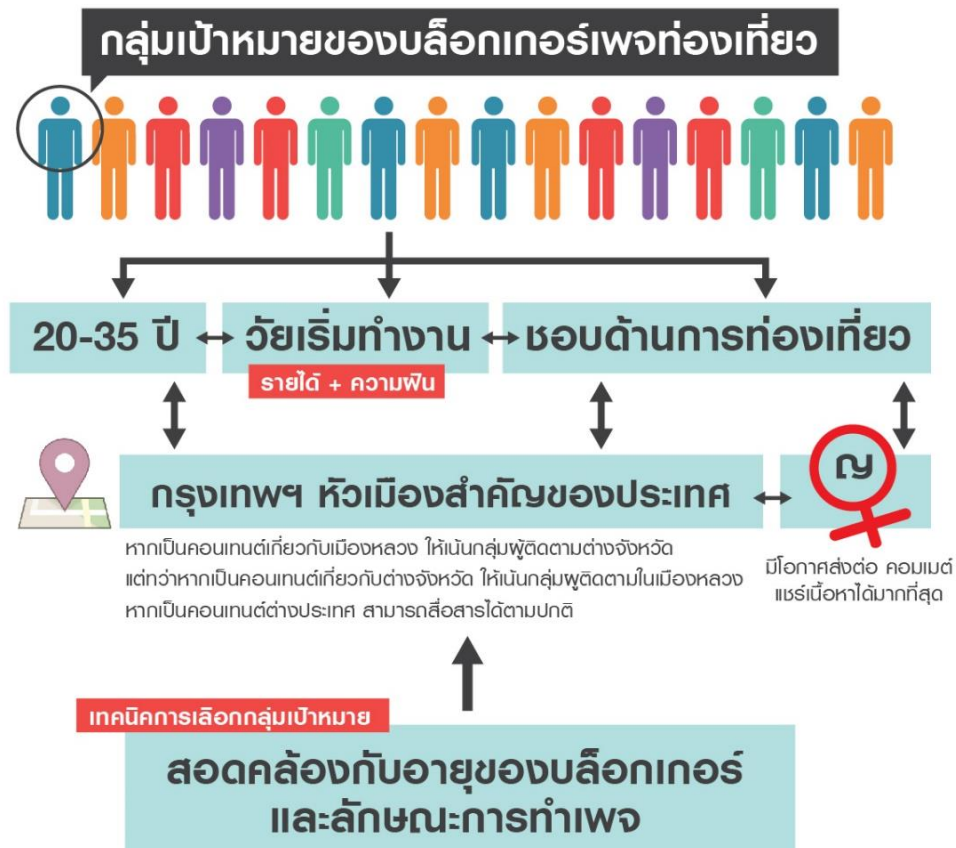 กลุ่มเป้าหมายของบล็อกเกอร์เพจท่องเที่ยว
20-35 ปี
วัยเริ่มทำงาน
ชอบด้านการท่องเที่ยว
รายได้ + ความฝัน
กรุงเทพฯ หัวเมืองสำคัญของประเทศ
ญ
หากเป็นคอนเทนต์เกี่ยวกับเมืองหลวง ให้เน้นกลุ่มผู้ติดตามต่างจังหวัด
แต่ทว่าหากเป็นคอนเทนต์เกี่ยวกับต่างจังหวัด ให้เน้นกลุ่มผู้ติดตามในเมืองหลวง
หากเป็นคอนเทนต์ต่างประเทศ สามารถสื่อสารได้ตามปกติ
มีโอกาสส่งต่อ คอมเมต์
แชร์เนื้อหาได้มากที่สุด
เทคนิคการเลือกกลุ่มเป้าหมาย
สอดคล้องกับอายุของบล็อกเกอร์
และลักษณะการทำเพจ